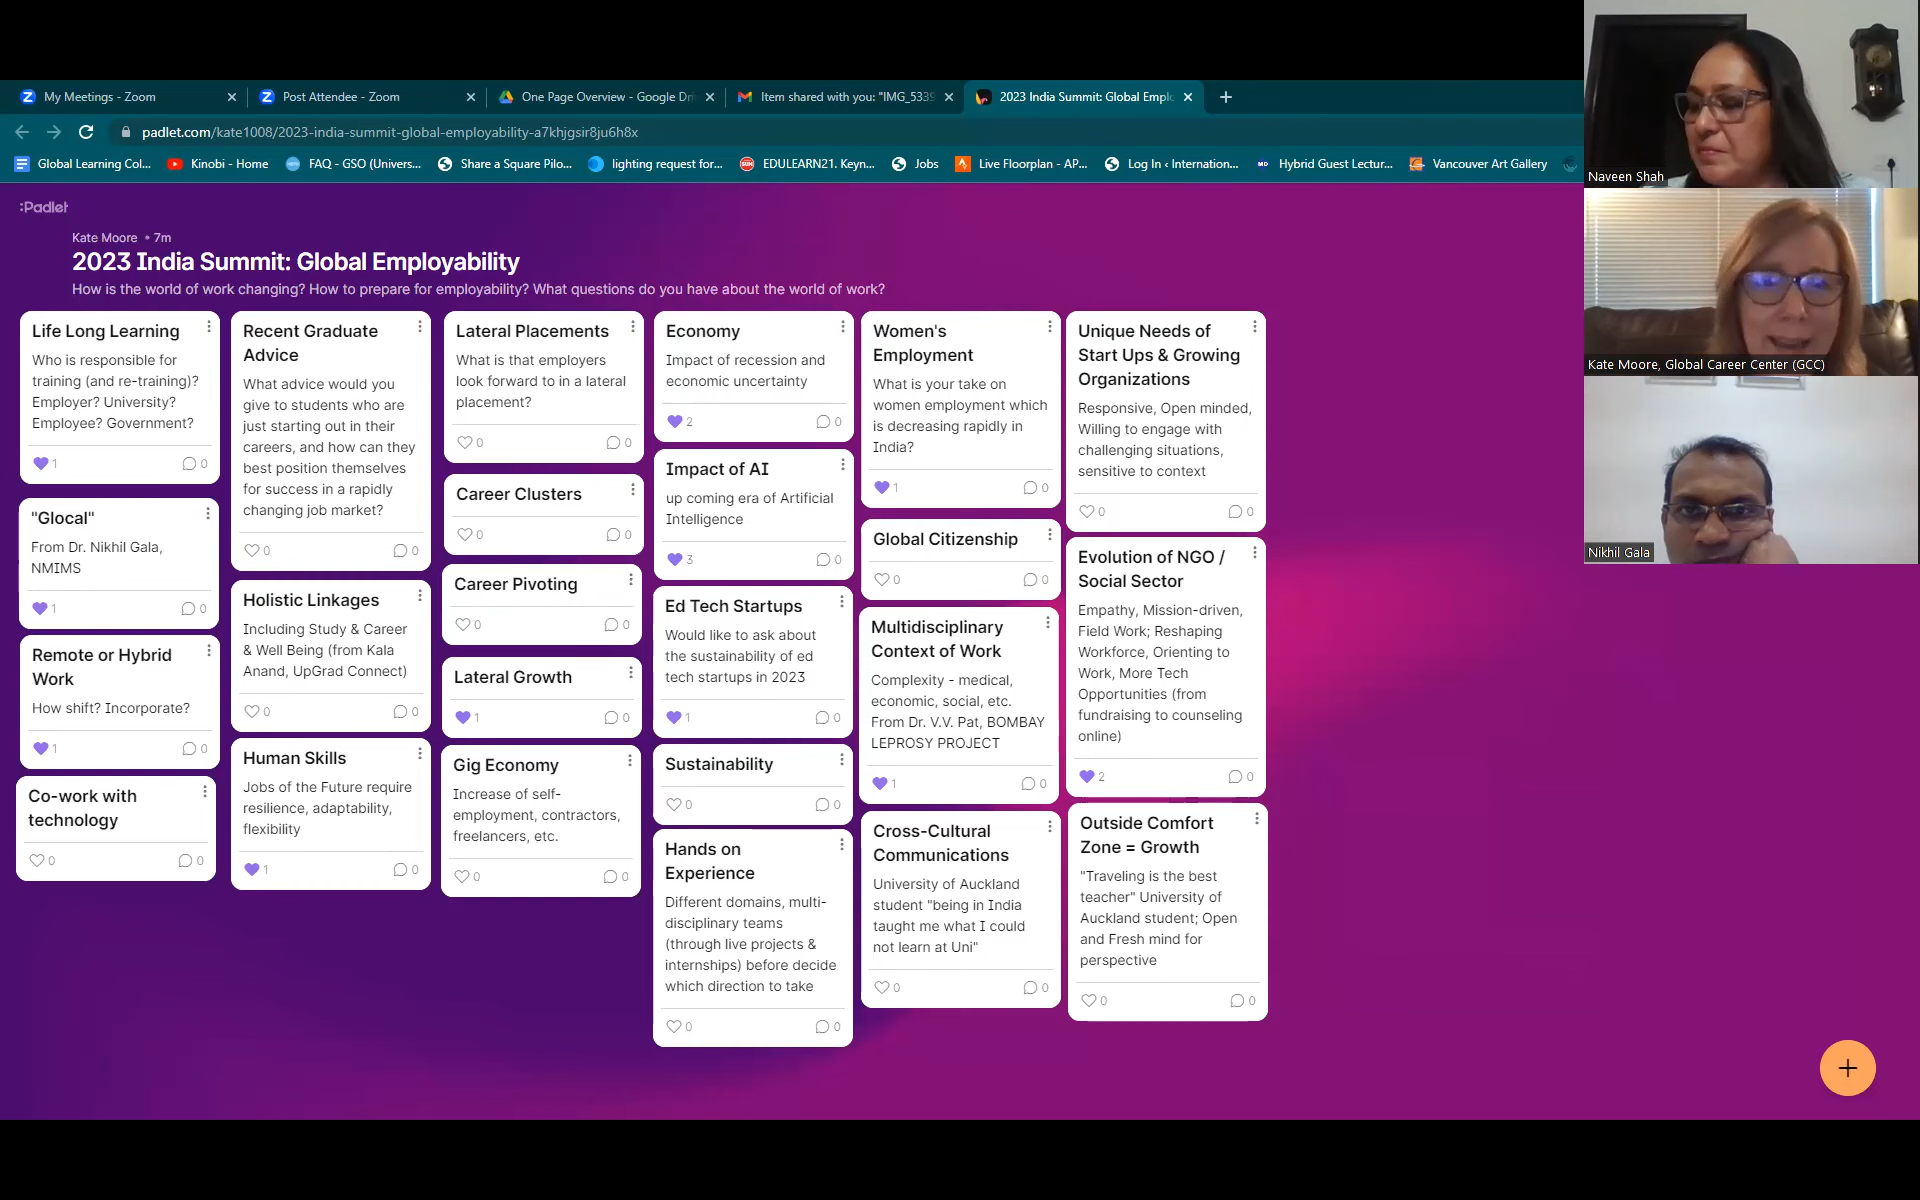 My Meetings - Zoom
Post Attendee - Zoom
One Page Overview - Google Dri
Item shared with you: "IMG_5339
2023 India Summit: Global Emplo
padlet.com/kate1008/2023-india-summit-global-employability-a7khjgsir8ju6h8x
Global Learning Col...
Kinobi - Home
FAQ - GSO (Univers...
Share a Square Pilo...
lighting request for...
EDULEARN21. Keyn...
Jobs
Live Floorplan - AP...
Log In ‹ Internation...
Hybrid Guest Lectur...
Vancouver Art Gallery
:Padlet
Kate Moore • 7m
2023 India Summit: Global Employability
How is the world of work changing? How to prepare for employability? What questions do you have about the world of work?
Life Long Learning
Who is responsible for
training (and re-training)?
Employer? University?
Employee? Government?
1
0
"Glocal"
From Dr. Nikhil Gala,
NMIMS
1
0
Remote or Hybrid
Work
How shift? Incorporate?
1
0
Co-work with
technology
0
0
Recent Graduate
Advice
What advice would you
give to students who are
just starting out in their
careers, and how can they
best position themselves
for success in a rapidly
changing job market?
0
0
Holistic Linkages
Including Study & Career
& Well Being (from Kala
Anand, UpGrad Connect)
0
0
Human Skills
Jobs of the Future require
resilience, adaptability,
flexibility
1
0
Lateral Placements
What is that employers
look forward to in a lateral
placement?
0
0
Career Clusters
0
0
Career Pivoting
0
0
Lateral Growth
1
0
Gig Economy
Increase of self-
employment, contractors,
freelancers, etc.
0
0
Economy
Impact of recession and
economic uncertainty
2
0
Impact of AI
up coming era of Artificial
Intelligence
3
0
Ed Tech Startups
Would like to ask about
the sustainability of ed
tech startups in 2023
1
0
Sustainability
0
0
Hands on
Experience
Different domains, multi-
disciplinary teams
(through live projects &
internships) before decide
which direction to take
0
0
Women's
Employment
What is your take on
women employment which
is decreasing rapidly in
India?
1
0
Global Citizenship
0
0
Multidisciplinary
Context of Work
Complexity - medical,
economic, social, etc.
From Dr. V.V. Pat, BOMBAY
LEPROSY PROJECT
1
0
Cross-Cultural
Communications
University of Auckland
student "being in India
taught me what I could
not learn at Uni"
0
0
Unique Needs of
Start Ups & Growing
Organizations
Responsive, Open minded,
Willing to engage with
challenging situations,
sensitive to context
0
0
Evolution of NGO /
Social Sector
Empathy, Mission-driven,
Field Work; Reshaping
Workforce, Orienting to
Work, More Tech
Opportunities (from
fundraising to counseling
online)
2
0
Outside Comfort
Zone = Growth
"Traveling is the best
teacher" University of
Auckland student; Open
and Fresh mind for
perspective
0
0
Naveen Shah
Kate Moore, Global Career Center (GCC)
Nikhil Gala